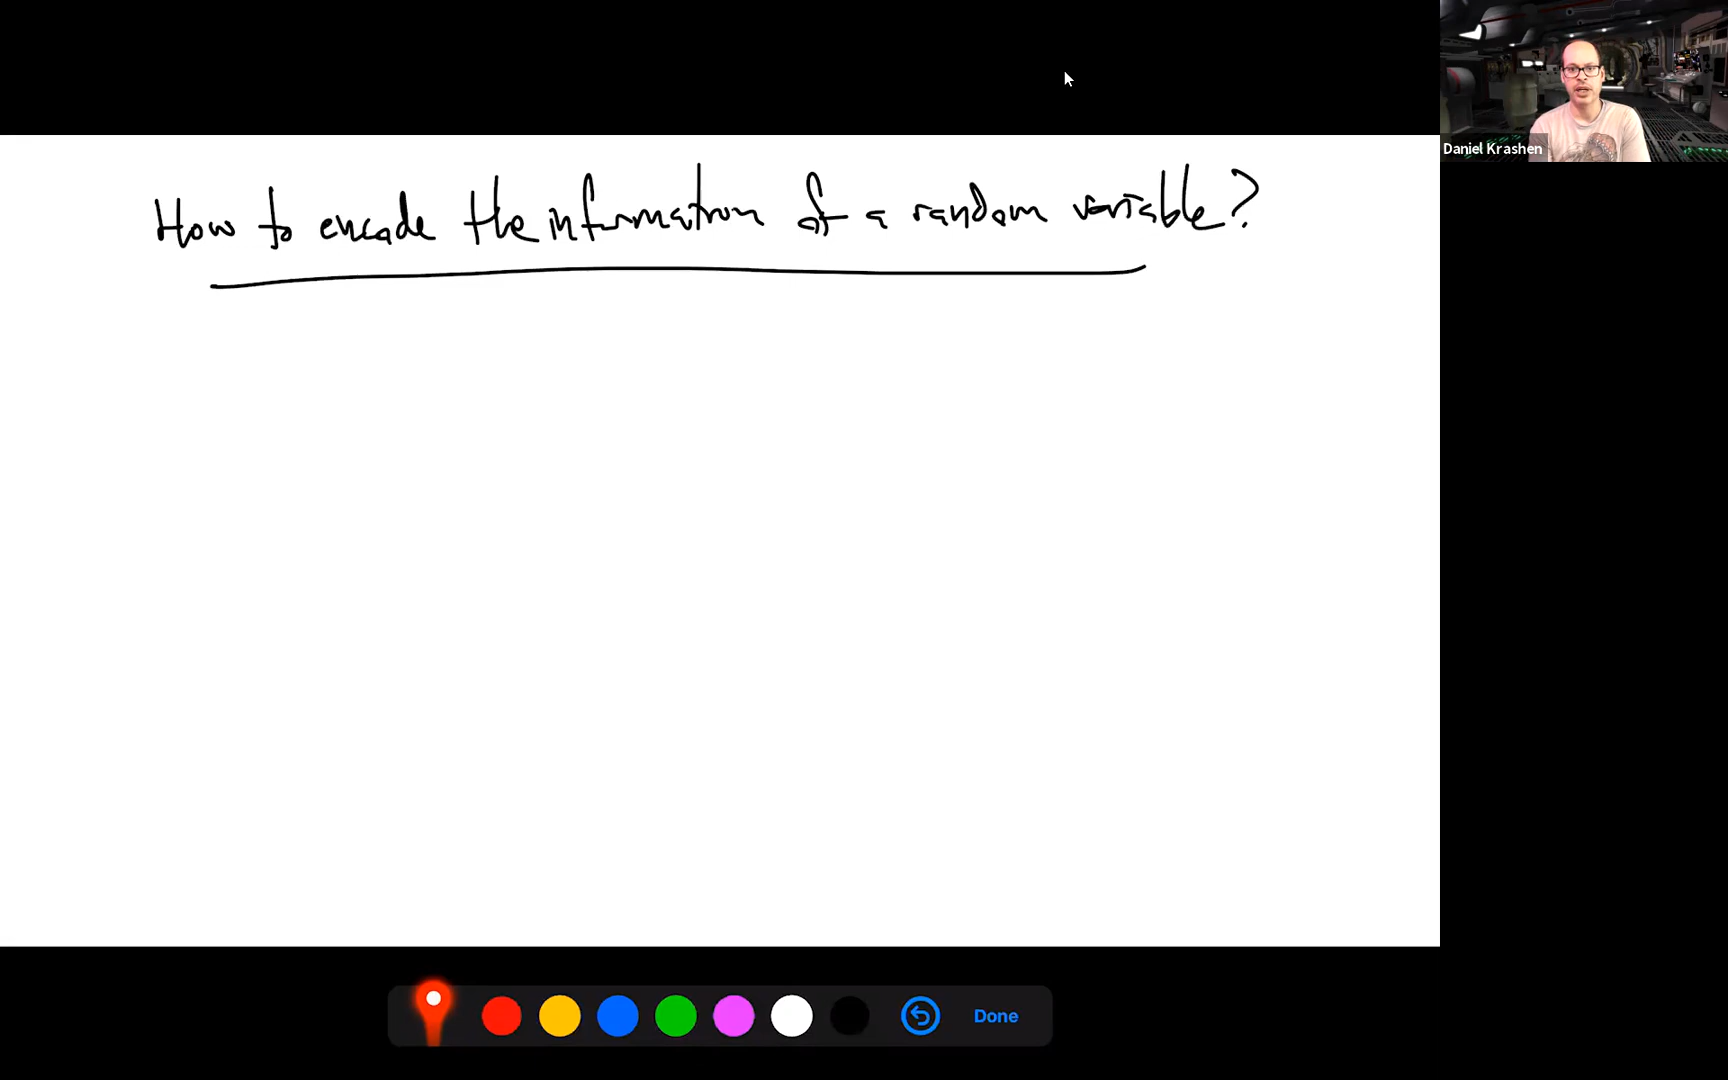 How to encode the information of a random variable?
Daniel Krashen
Done